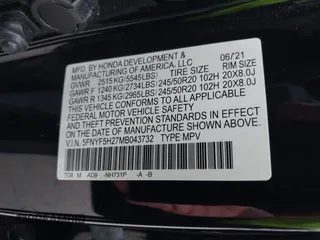 MFD. BY HONDA DEVELOPMENT & 06/21
MANUFACTURING OF AMERICA, LLC
GVWR 2515 KG(5545LBS) TIRE SIZE RIM SIZE
GAWR F 1240 KG(2734LBS) 245/50R20 102H 20X8.0J
GAWR R 1345 KG(2965LBS) 245/50R20 102H 20X8.0J
THIS VEHICLE CONFORMS TO ALL APPLICABLE
FEDERAL MOTOR VEHICLE SAFETY STANDARDS
IN EFFECT ON THE DATE OF MANUFACTURE
SHOWN ABOVE.
V.I.N. 5FNYF5H27MB043732 TYPE MPV
TG8 M AD9 -NH731P -A -B